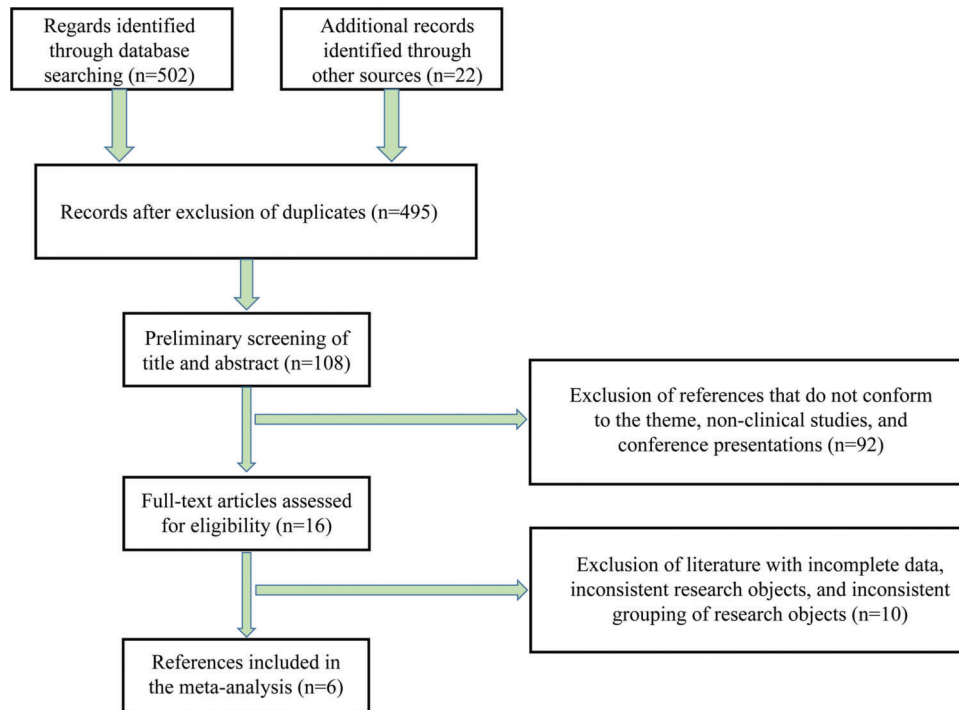 Regards identified
through database
searching (n=502)
Additional records
identified through
other sources (n=22)
Records after exclusion of duplicates (n=495)
Preliminary screening of
title and abstract (n=108)
Exclusion of references that do not conform
to the theme, non-clinical studies, and
conference presentations (n=92)
Full-text articles assessed
for eligibility (n=16)
Exclusion of literature with incomplete data,
inconsistent research objects, and inconsistent
grouping of research objects (n=10)
References included in
the meta-analysis (n=6)